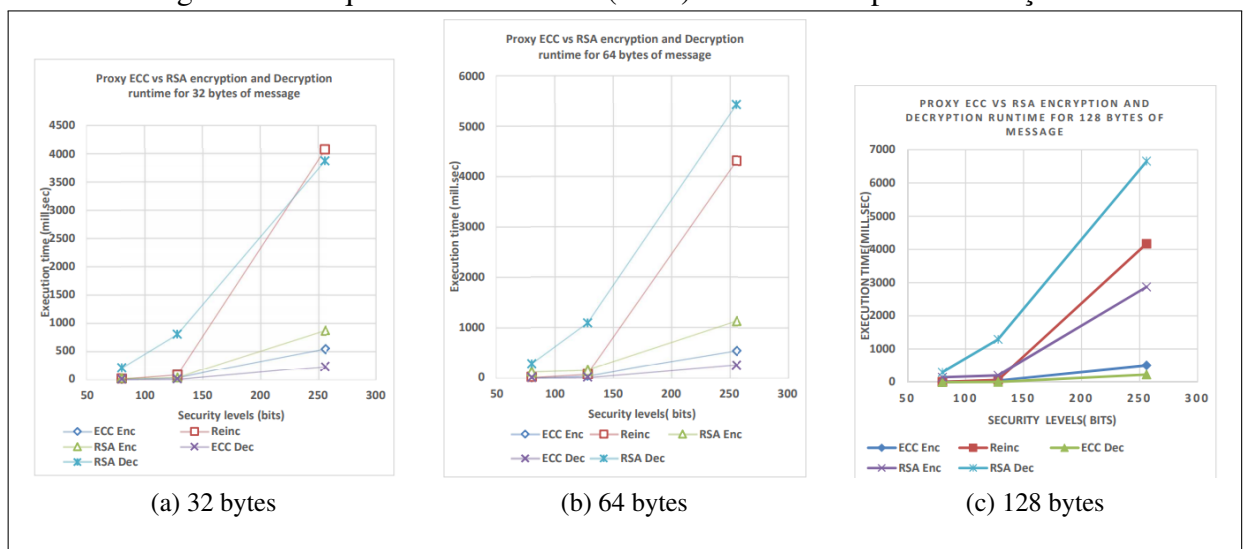 Proxy ECC vs RSA encryption and Decryption
runtime for 32 bytes of message
4500
4000
3500
3000
2500
2000
1500
1000
500
0
Execution time (mill.sec)
50 100 150 200 250 300
Security levels (bits)
ECC Enc Reinc
RSA Enc ECC Dec
RSA Dec
(a) 32 bytes
Proxy ECC vs RSA encryption and Decryption
runtime for 64 bytes of message
6000
5000
4000
3000
2000
1000
0
Execution time (mill.sec)
50 100 150 200 250 300
Security levels( bits)
ECC Enc Reinc RSA Enc
ECC Dec RSA Dec
(b) 64 bytes
PROXY ECC VS RSA ENCRYPTION AND
DECRYPTION RUNTIME FOR 128 BYTES OF
MESSAGE
7000
6000
5000
4000
3000
2000
1000
0
EXECUTION TIME(MILL.SEC)
50 100 150 200 250 300
SECURITY LEVELS( BITS)
ECC Enc Reinc ECC Dec
RSA Enc RSA Dec
(c) 128 bytes